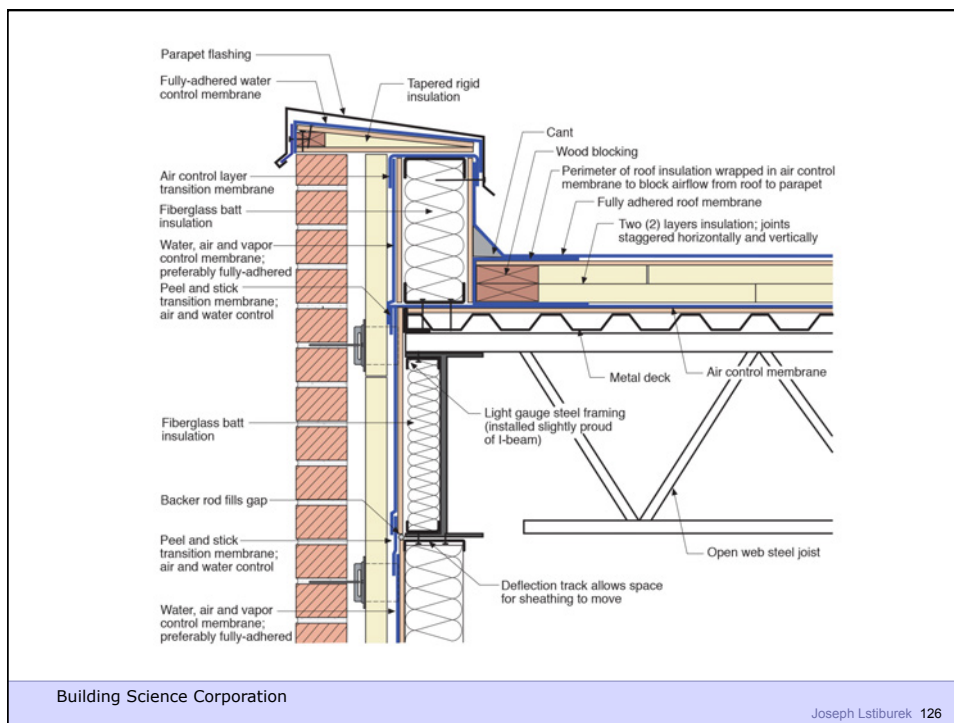 Parapet flashing
Fully-adhered water
control membrane
Tapered rigid
insulation
Cant
Wood blocking
Perimeter of roof insulation wrapped in air control
membrane to block airflow from roof to parapet
Fully adhered roof membrane
Two (2) layers insulation; joints
staggered horizontally and vertically
Air control layer
transition membrane
Fiberglass batt
insulation
Water, air and vapor
control membrane;
preferably fully-adhered
Peel and stick
transition membrane;
air and water control
Metal deck
Air control membrane
Light gauge steel framing
(installed slightly proud
of I-beam)
Fiberglass batt
insulation
Backer rod fills gap
Peel and stick
transition membrane;
air and water control
Open web steel joist
Deflection track allows space
for sheathing to move
Water, air and vapor
control membrane;
preferably fully-adhered
Building Science Corporation
Joseph Lstiburek 126